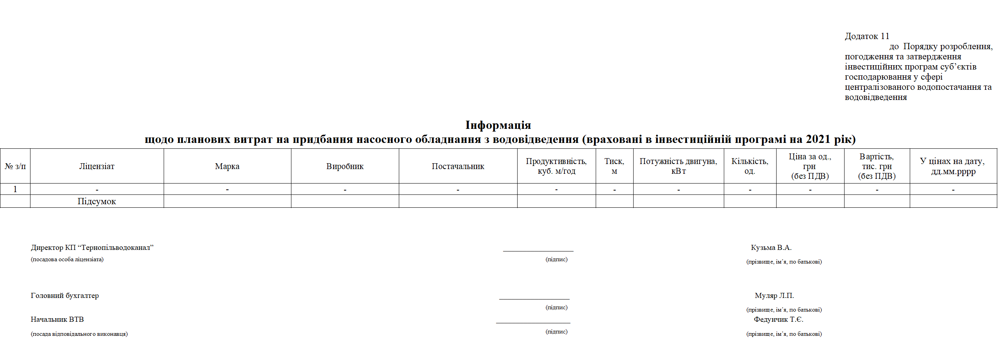 Додаток 11
до Порядку розроблення,
погодження та затвердження
інвестиційних програм суб’єктів
господарювання у сфері
централізованого водопостачання та
водовідведення
Інформація
щодо планових витрат на придбання насосного обладнання з водовідведення (враховані в інвестиційній програмі на 2021 рік)
№ з/п
Ліцензіат
Марка
Виробник
Постачальник
Продуктивність,
куб. м/год
Тиск,
м
Потужність двигуна,
кВт
Кількість,
од.
Ціна за од.,
грн
(без ПДВ)
Вартість,
тис. грн
(без ПДВ)
У цінах на дату,
дд.мм.рррр
1 - - - - - - - - - - -
Підсумок
Директор КП “Тернопільводоканал” __________________ Кузьма В.А.
(посадова особа ліцензіата) (підпис) (прізвище, ім’я, по батькові)
Головний бухгалтер __________________ Муляр Л.П.
(підпис) (прізвище, ім’я, по батькові)
Начальник ВТВ ___________________ Федунчик Т.Є.
(посада відповідального виконавця) (підпис) (прізвище, ім’я, по батькові)